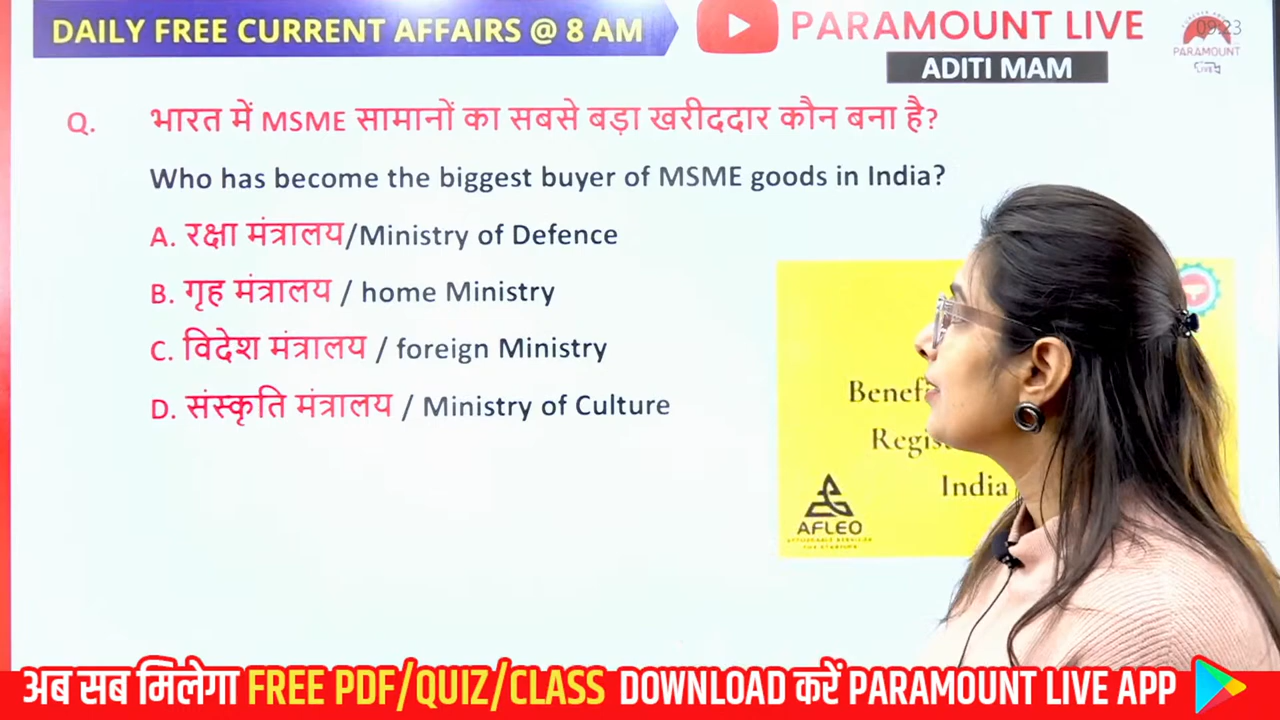 DAILY FREE CURRENT AFFAIRS @ 8 AM
PARAMOUNT LIVE
ADITI MAM
09:23
PARAMOUNT
LIVE
Q. भारत में MSME सामानों का सबसे बड़ा खरीददार कौन बना है?
Who has become the biggest buyer of MSME goods in India?
A. रक्षा मंत्रालय/Ministry of Defence
B. गृह मंत्रालय / home Ministry
C. विदेश मंत्रालय / foreign Ministry
D. संस्कृति मंत्रालय / Ministry of Culture
India
AFLEO
अब सब मिलेगा FREE PDF/QUIZ/CLASS DOWNLOAD करें PARAMOUNT LIVE APP